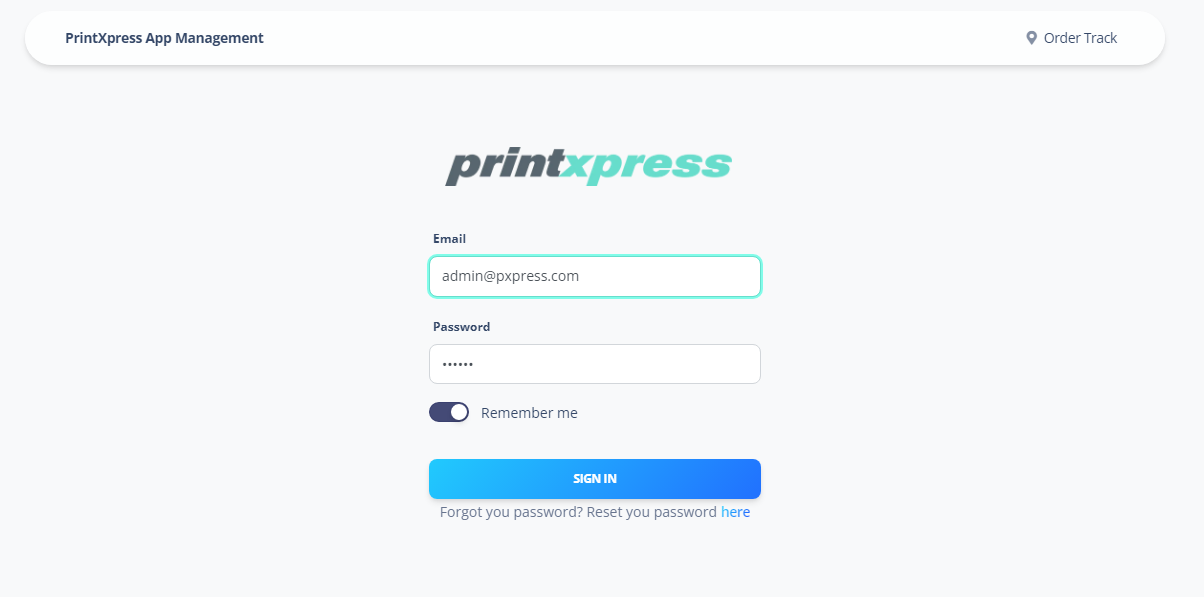 PrintXpress App Management
Order Track
printxpress
Email
admin@pxpress.com
Password
••••••
Remember me
SIGN IN
Forgot you password? Reset you password here